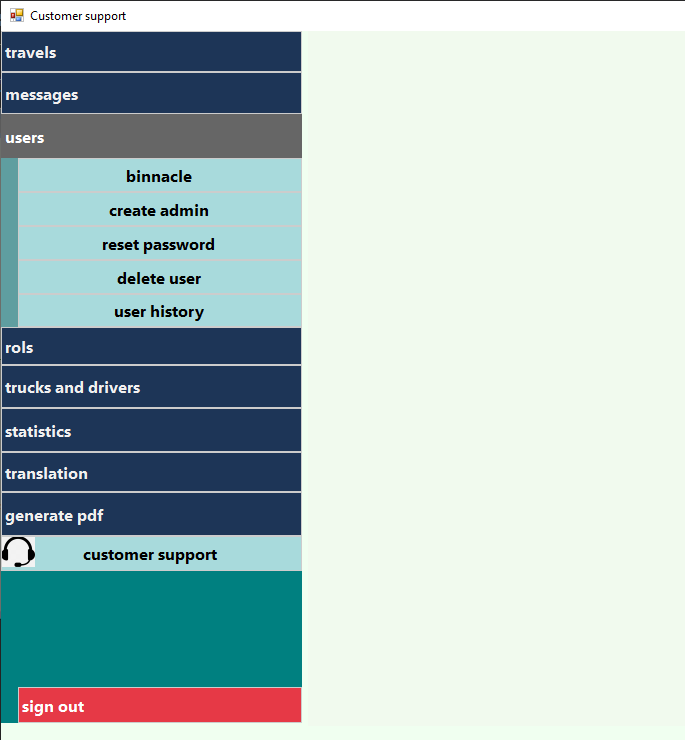 Customer support
travels
messages
users
binnacle
create admin
reset password
delete user
user history
rols
trucks and drivers
statistics
translation
generate pdf
customer support
sign out